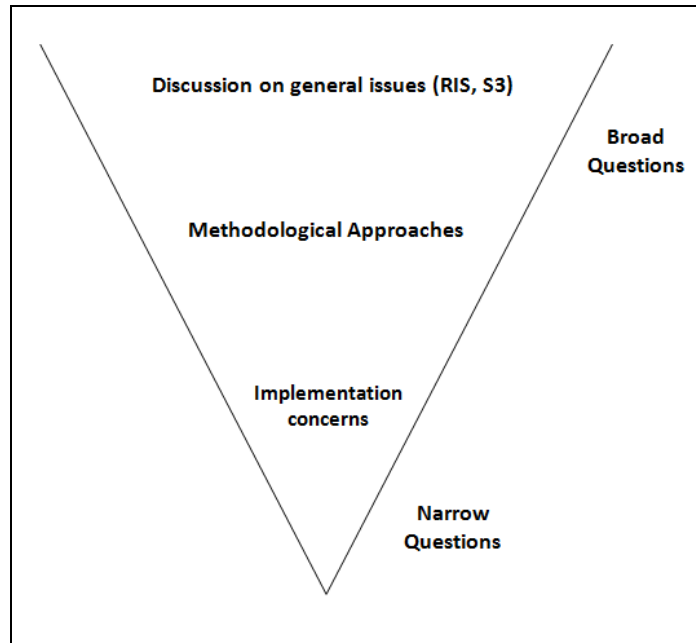 Discussion on general issues (RIS, S3)
Broad
Questions
Methodological Approaches
Implementation
concerns
Narrow
Questions